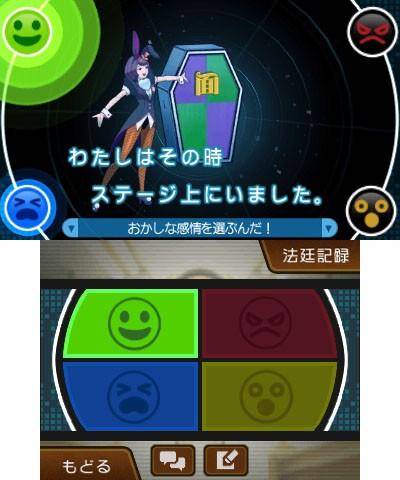 わたしはその時
ステージ上にいました。
おかしな感情を選ぶんだ！
法廷記録
もどる